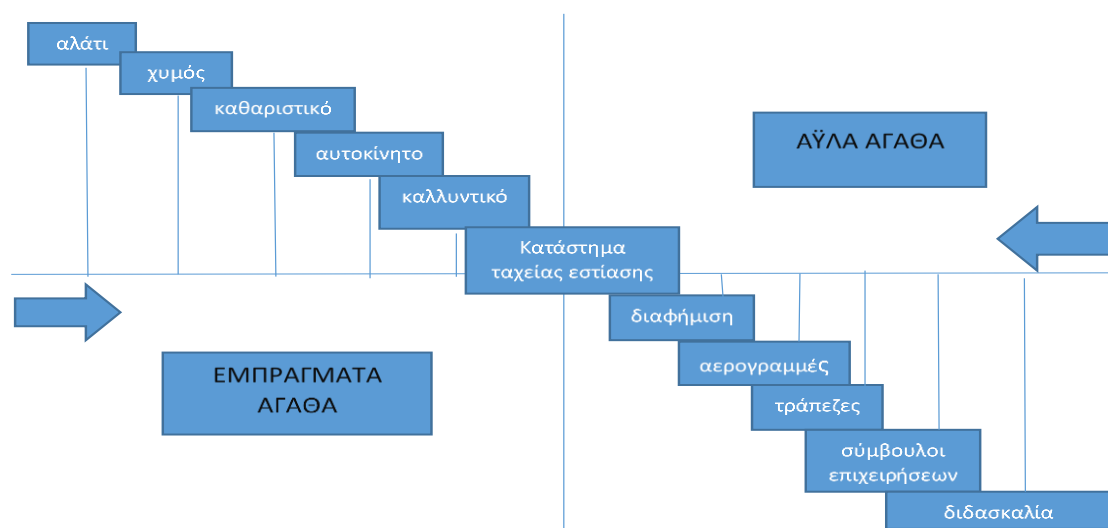 αλάτι
χυμός
καθαριστικό
αυτοκίνητο
καλλυντικό
Κατάστημα
ταχείας εστίασης
διαφήμιση
αερογραμμές
τράπεζες
σύμβουλοι
επιχειρήσεων
διδασκαλία
ΑΫΛΑ ΑΓΑΘΑ
ΕΜΠΡΑΓΜΑΤΑ
ΑΓΑΘΑ